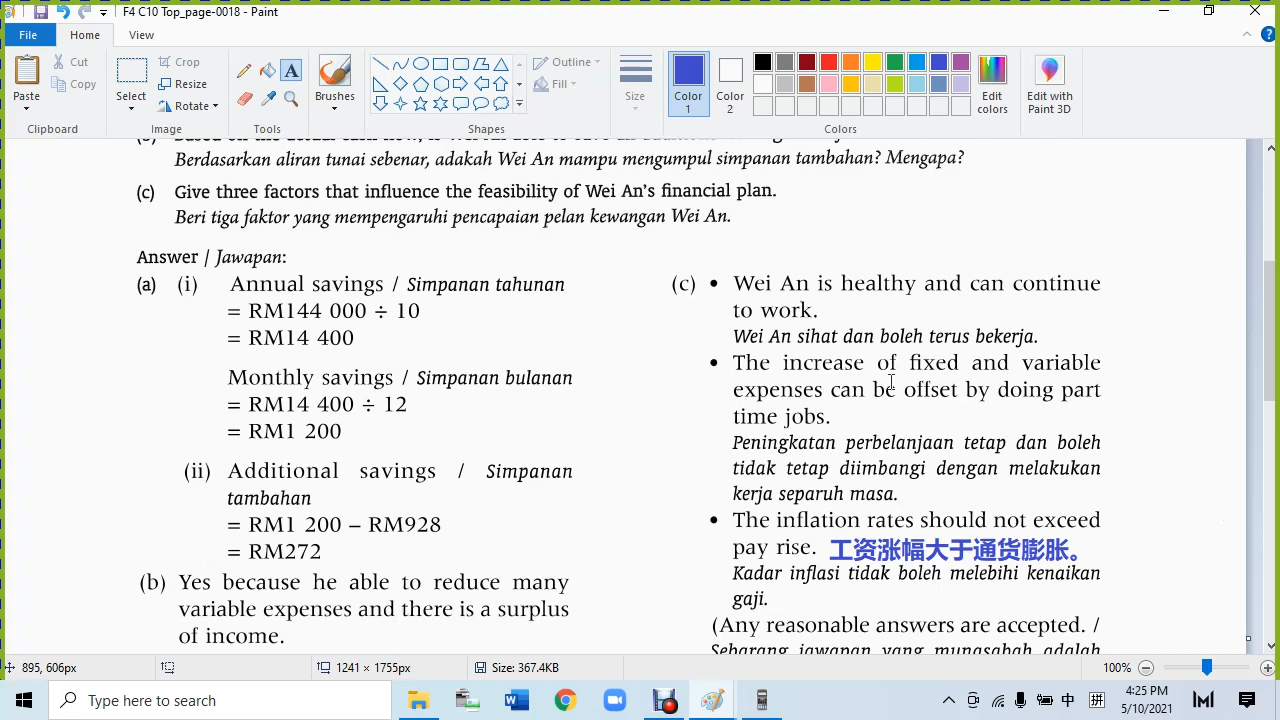 F4 C10 Top_page-0018 - Paint
File
Home
View
Paste
Cut
Copy
Clipboard
Select
Crop
Resize
Rotate
Image
A
Tools
Brushes
Outline
Fill
Shapes
Size
Color
1
Color
2
Edit
colors
Colors
Edit with
Paint 3D
Berdasarkan aliran tunai sebenar, adakah Wei An mampu mengumpul simpanan tambahan? Mengapa?
(c) Give three factors that influence the feasibility of Wei An's financial plan.
Beri tiga faktor yang mempengaruhi pencapaian pelan kewangan Wei An.
Answer / Jawapan:
(a) (i) Annual savings / Simpanan tahunan
= RM144 000 ÷ 10
= RM14 400
Monthly savings / Simpanan bulanan
= RM14 400 ÷ 12
= RM1 200
(ii) Additional savings / Simpanan
tambahan
= RM1 200 – RM928
= RM272
(b) Yes because he able to reduce many
variable expenses and there is a surplus
of income.
(c) • Wei An is healthy and can continue
to work.
Wei An sihat dan boleh terus bekerja.
• The increase of fixed and variable
expenses can be offset by doing part
time jobs.
Peningkatan perbelanjaan tetap dan boleh
tidak tetap diimbangi dengan melakukan
kerja separuh masa.
• The inflation rates should not exceed
pay rise. 工资涨幅大于通货膨胀。
Kadar inflasi tidak boleh melebihi kenaikan
gaji.
(Any reasonable answers are accepted. /
Sebarang jawapan yang munasabah adalah
895, 606px
1241 × 1755px
Size: 367.4KB
100%
Type here to search
中
拼
4:25 PM
5/10/2021